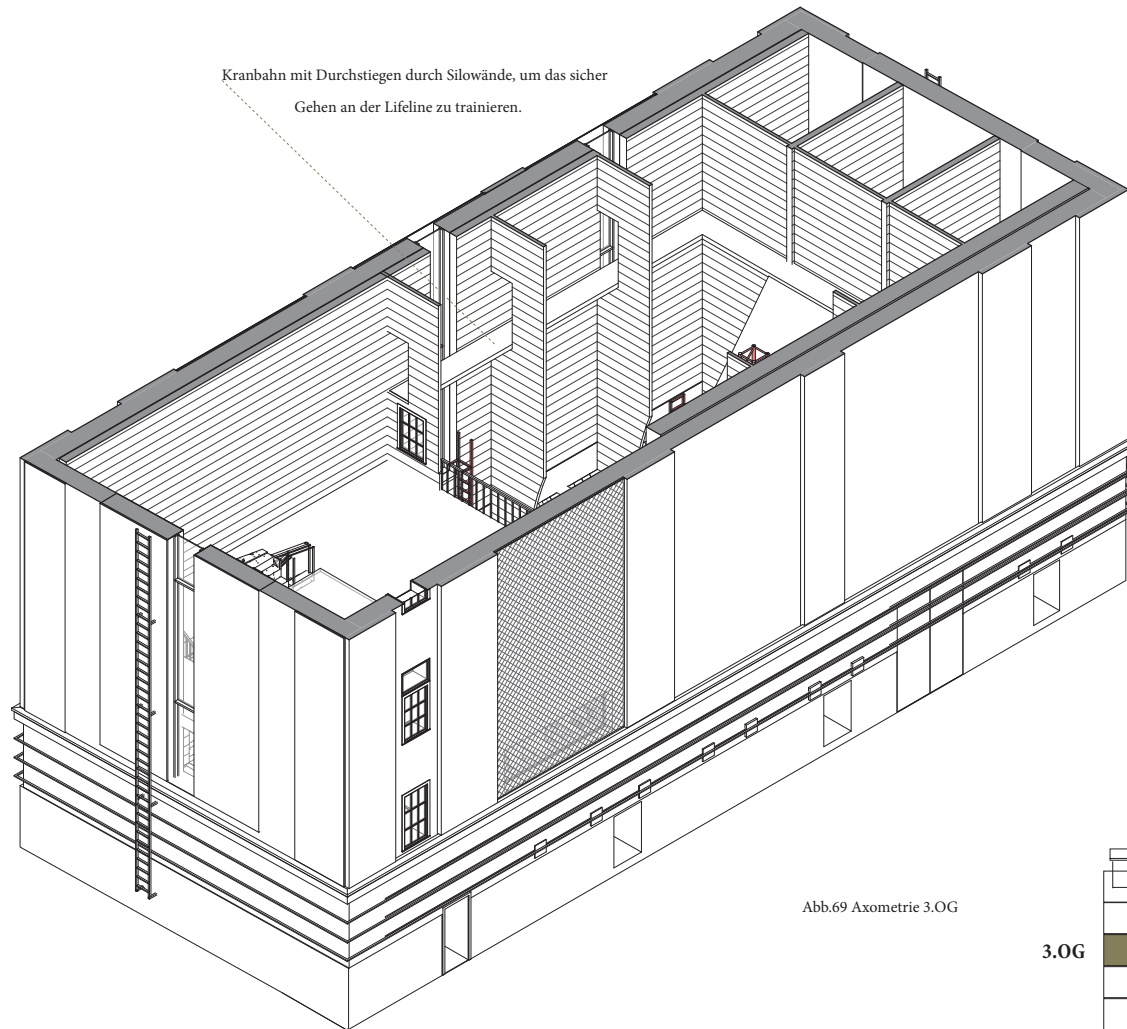 Kranbahn mit Durchstiegen durch Silowände, um das sicher
Gehen an der Lifeline zu trainieren.
Abb.69 Axometrie 3.OG
3.OG